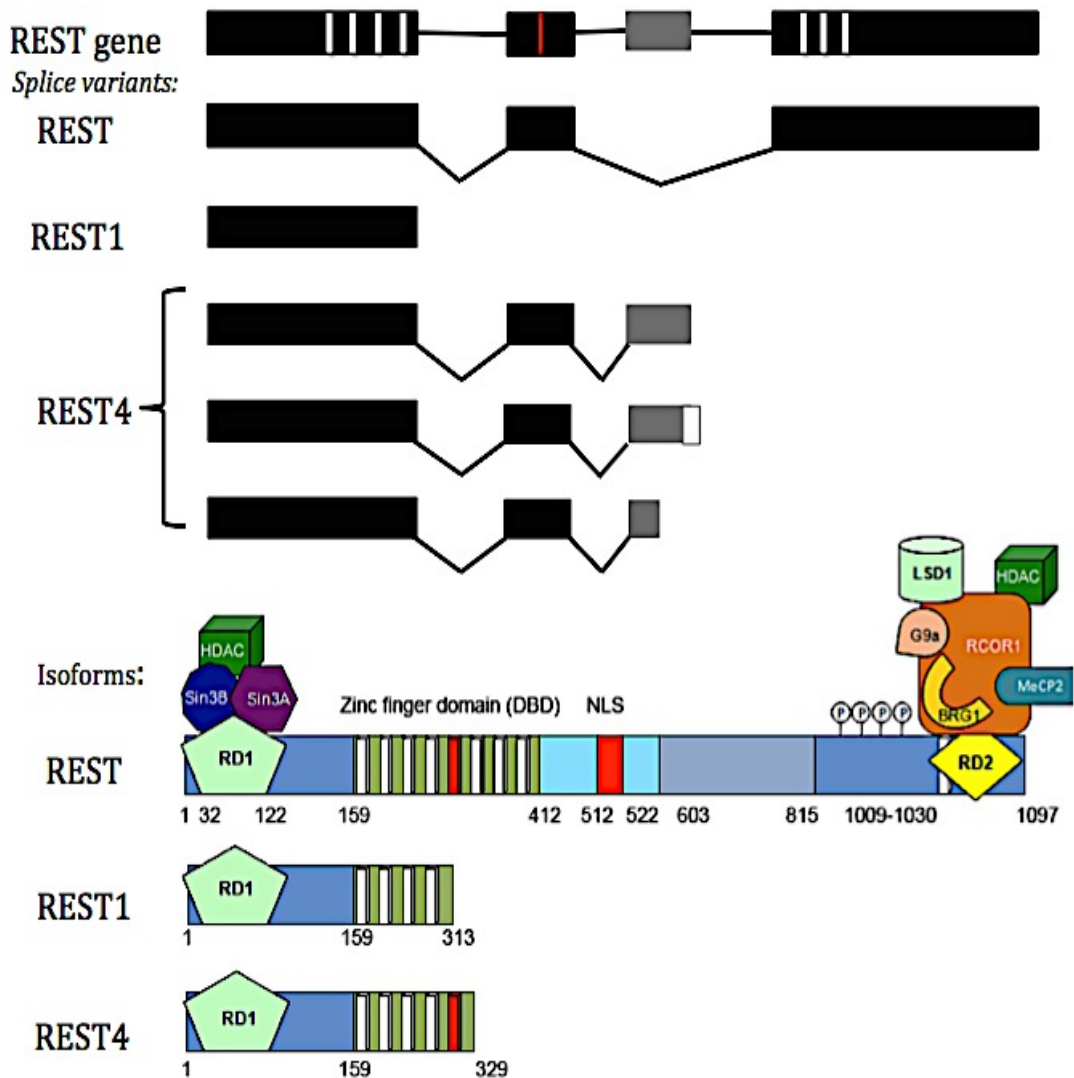 REST gene
Splice variants:
REST
REST1
REST4
LSD1
HDAC
G9a
RCOR1
HDAC
Isoforms:
Sin3B
Sin3A
Zinc finger domain (DBD)
NLS
MeCP2
P P P P
BRG1
REST
RD1
RD2
1 32 122 159 412 512 522 603 815 1009-1030 1097
REST1
RD1
1 159 313
REST4
RD1
1 159 329